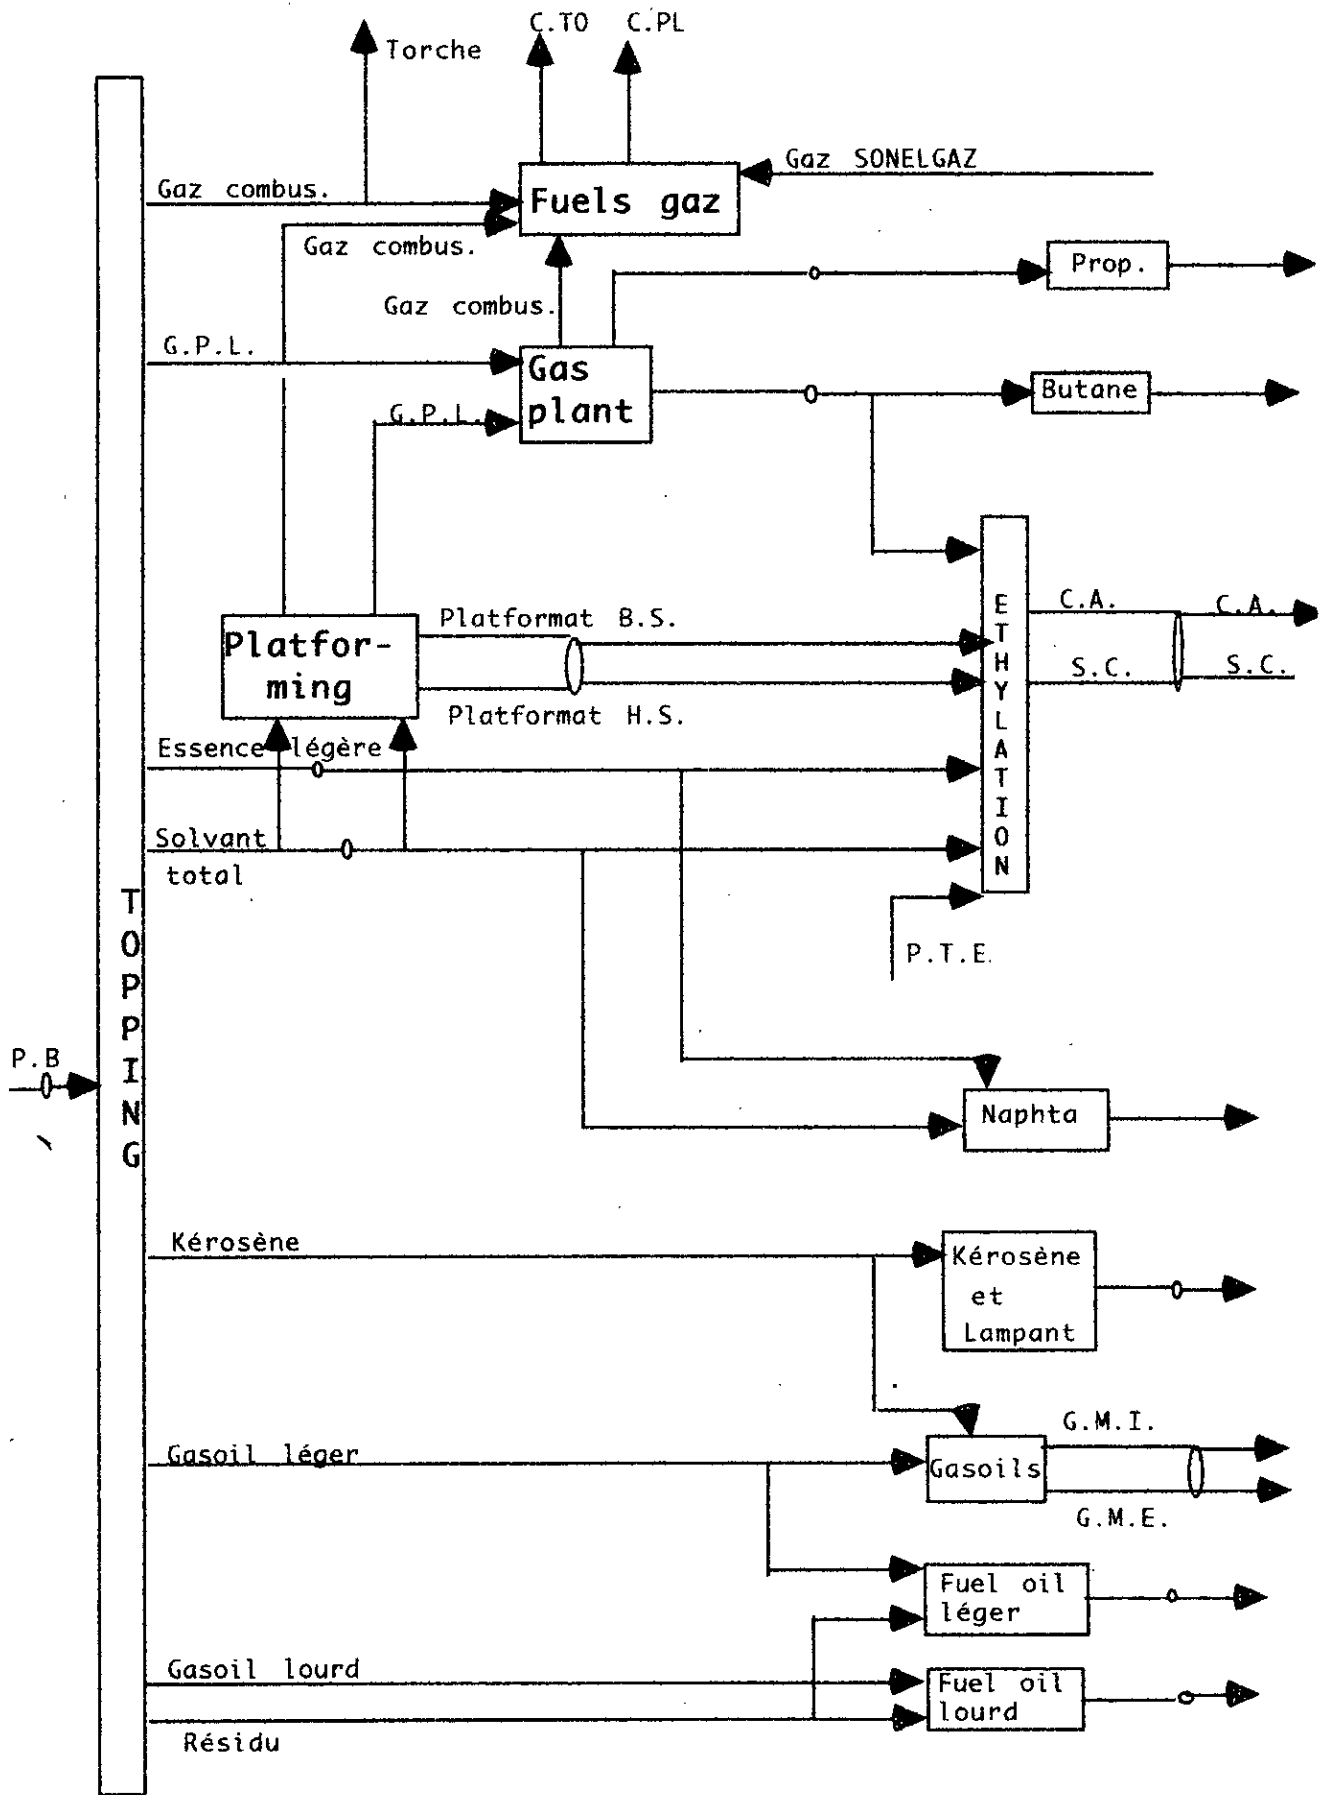 C.TO C.PL
Torche
Gaz SONELGAZ
Gaz combus.
Fuels gaz
Gaz combus.
Prop.
Gaz combus.
G.P.L.
Gas
plant
Butane
G.P.L.
ETHYLATION
C.A.
C.A.
Platformat B.S.
Platfor-
ming
S.C.
S.C.
Platformat H.S.
Essence légère
Solvant
total
TOPPING
P.T.E.
P.B
Naphta
Kérosène
Kérosène
et
Lampant
G.M.I.
Gasoil léger
Gasoils
G.M.E.
Fuel oil
léger
Gasoil lourd
Fuel oil
lourd
Résidu